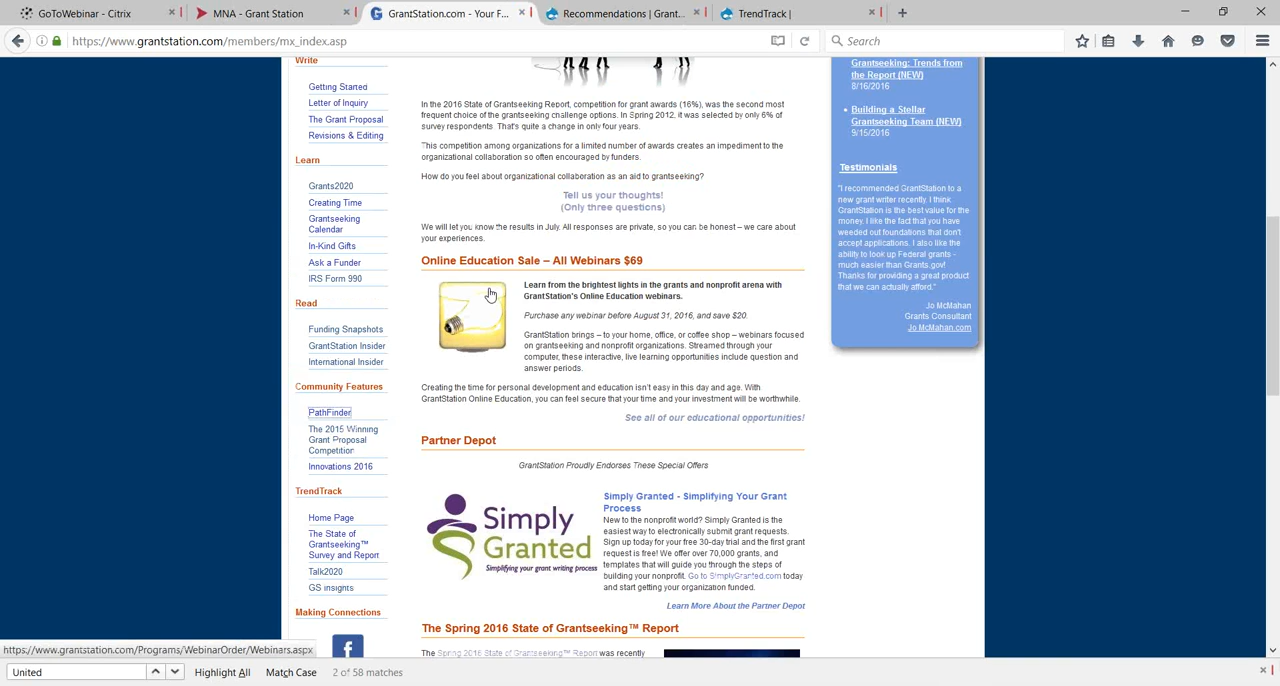 GoToWebinar - Citrix
MNA - Grant Station
GrantStation.com - Your F...
Recommendations | Grant...
TrendTrack |
https://www.grantstation.com/members/mx_index.asp
Search
Write
Getting Started
Letter of Inquiry
The Grant Proposal
Revisions & Editing
Learn
Grants2020
Creating Time
Grantseeking
Calendar
In-Kind Gifts
Ask a Funder
IRS Form 990
Read
Funding Snapshots
GrantStation Insider
International Insider
Community Features
PathFinder
The 2015 Winning
Grant Proposal
Competition
Innovations 2016
TrendTrack
Home Page
The State of
Grantseeking™
Survey and Report
Talk2020
GS insights
Making Connections
In the 2016 State of Grantseeking Report, competition for grant awards (16%), was the second most
frequent choice of the grantseeking challenge options. In Spring 2012, it was selected by only 6% of
survey respondents. That's quite a change in only four years.
This competition among organizations for a limited number of awards creates an impediment to the
organizational collaboration so often encouraged by funders.
How do you feel about organizational collaboration as an aid to grantseeking?
Tell us your thoughts!
(Only three questions)
We will let you know the results in July. All responses are private, so you can be honest – we care about
your experiences.
Online Education Sale – All Webinars $69
Learn from the brightest lights in the grants and nonprofit arena with
GrantStation's Online Education webinars.
Purchase any webinar before August 31, 2016, and save $20.
GrantStation brings – to your home, office, or coffee shop – webinars focused
on grantseeking and nonprofit organizations. Streamed through your
computer, these interactive, live learning opportunities include question and
answer periods.
Creating the time for personal development and education isn't easy in this day and age. With
GrantStation Online Education, you can feel secure that your time and your investment will be worthwhile.
See all of our educational opportunities!
Partner Depot
GrantStation Proudly Endorses These Special Offers
Simply
Granted
Simplifying your grant writing process
Simply Granted - Simplifying Your Grant
Process
New to the nonprofit world? Simply Granted is the
easiest way to electronically submit grant requests.
Sign up today for your free 30-day trial and the first grant
request is free! We offer over 70,000 grants, and
templates that will guide you through the steps of
building your nonprofit. Go to SimplyGranted.com today
and start getting your organization funded.
Learn More About the Partner Depot
The Spring 2016 State of Grantseeking™ Report
The Spring 2016 State of Grantseeking™ Report was recently
Grantseeking: Trends from
the Report (NEW)
8/16/2016
• Building a Stellar
Grantseeking Team (NEW)
9/15/2016
Testimonials
"I recommended GrantStation to a
new grant writer recently. I think
GrantStation is the best value for the
money. I like the fact that you have
weeded out foundations that don't
accept applications. I also like the
ability to look up Federal grants -
much easier than Grants.gov!
Thanks for providing a great product
that we can actually afford."
Jo McMahan
Grants Consultant
Jo McMahan.com
https://www.grantstation.com/Programs/WebinarOrder/Webinars.aspx
United
Highlight All
Match Case
2 of 58 matches